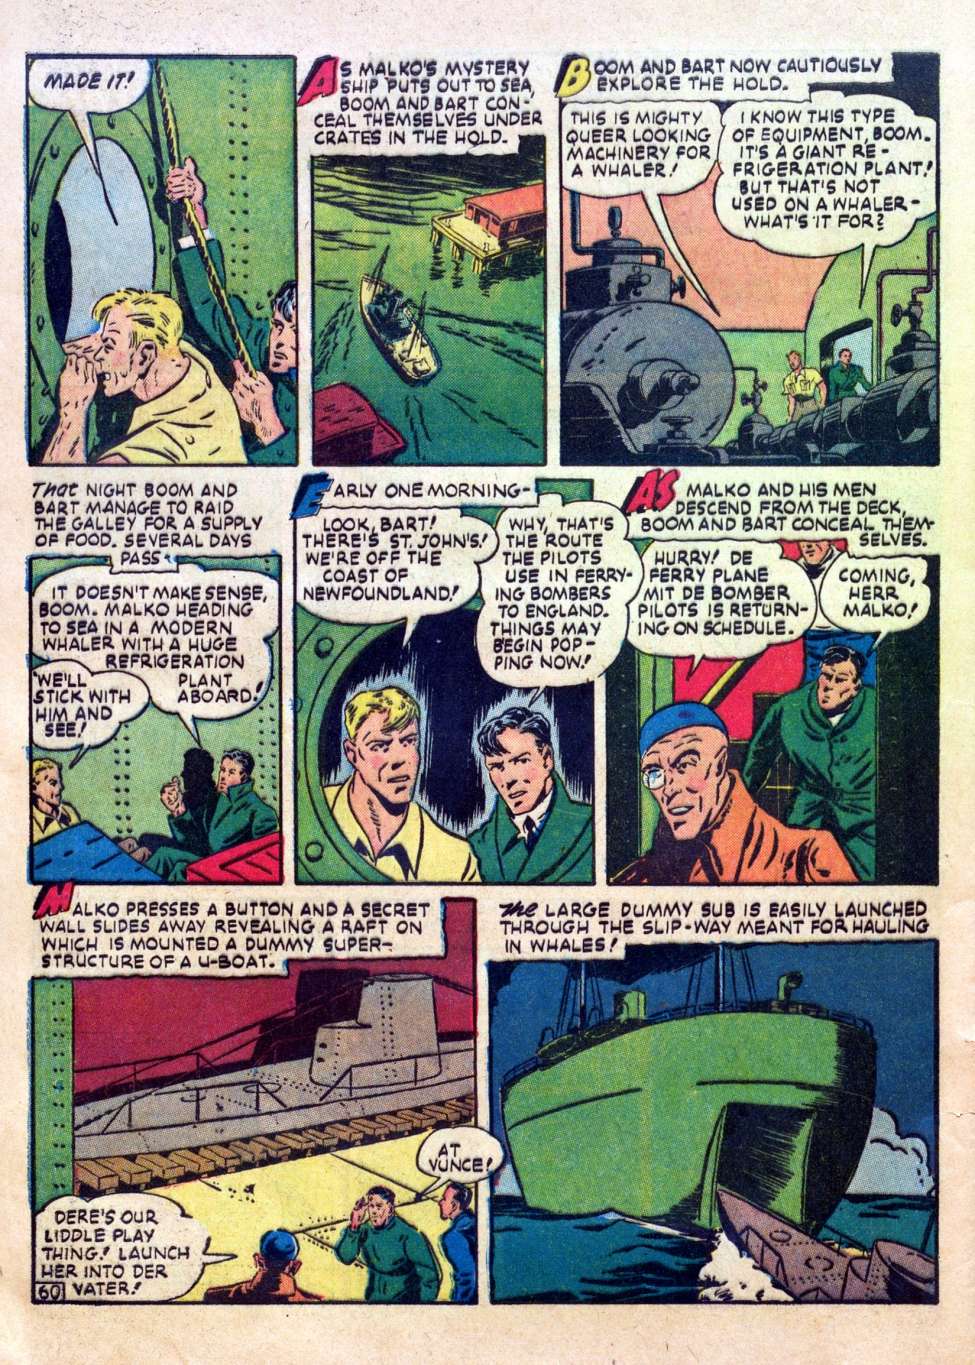 MADE IT!
AS MALKO'S MYSTERY
SHIP PUTS OUT TO SEA,
BOOM AND BART CON-
CEAL THEMSELVES UNDER
CRATES IN THE HOLD.
BOOM AND BART NOW CAUTIOUSLY
EXPLORE THE HOLD.
THIS IS MIGHTY
QUEER LOOKING
MACHINERY FOR
A WHALER!
I KNOW THIS TYPE
OF EQUIPMENT, BOOM.
IT'S A GIANT RE-
FRIGERATION PLANT!
BUT THAT'S NOT
USED ON A WHALER-
WHAT'S IT FOR?
That NIGHT BOOM AND
BART MANAGE TO RAID
THE GALLEY FOR A SUPPLY
OF FOOD. SEVERAL DAYS
PASS-
IT DOESN'T MAKE SENSE,
BOOM. MALKO HEADING
TO SEA IN A MODERN
WHALER WITH A HUGE
REFRIGERATION
PLANT
ABOARD!
WE'LL
STICK WITH
HIM AND
SEE!
EARLY ONE MORNING-
LOOK, BART!
THERE'S ST. JOHN'S!
WE'RE OFF THE
COAST OF
NEWFOUNDLAND!
WHY, THAT'S
THE ROUTE
THE PILOTS
USE IN FERRY-
ING BOMBERS
TO ENGLAND.
THINGS MAY
BEGIN POP-
PING NOW!
AS MALKO AND HIS MEN
DESCEND FROM THE DECK,
BOOM AND BART CONCEAL THEM-
SELVES.
HURRY! DE
FERRY PLANE
MIT DE BOMBER
PILOTS IS RETURN-
ING ON SCHEDULE.
COMING,
HERR
MALKO!
MALKO PRESSES A BUTTON AND A SECRET
WALL SLIDES AWAY REVEALING A RAFT ON
WHICH IS MOUNTED A DUMMY SUPER-
STRUCTURE OF A U-BOAT.
AT
VUNCE!
DERE'S OUR
LIDDLE PLAY
THING! LAUNCH
HER INTO DER
VATER!
60
The LARGE DUMMY SUB IS EASILY LAUNCHED
THROUGH THE SLIP-WAY MEANT FOR HAULING
IN WHALES!